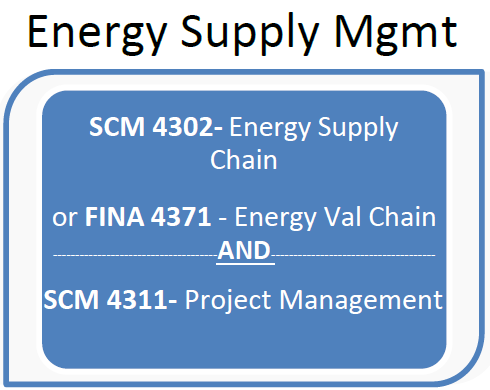 Energy Supply Mgmt
SCM 4302- Energy Supply
Chain
or FINA 4371 - Energy Val Chain
AND
SCM 4311- Project Management